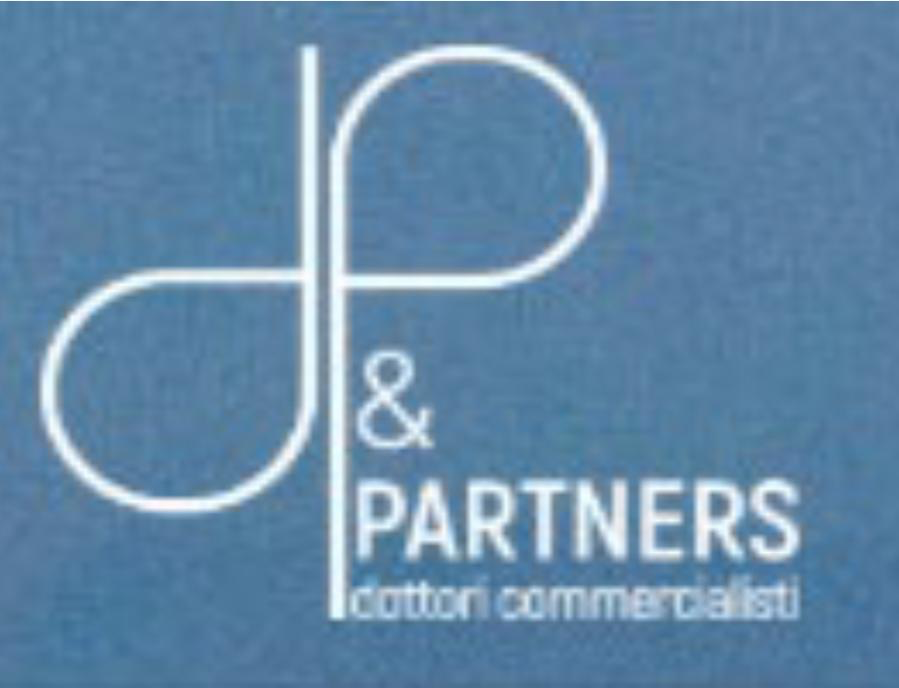 dP
&
PARTNERS
dottori commercialisti